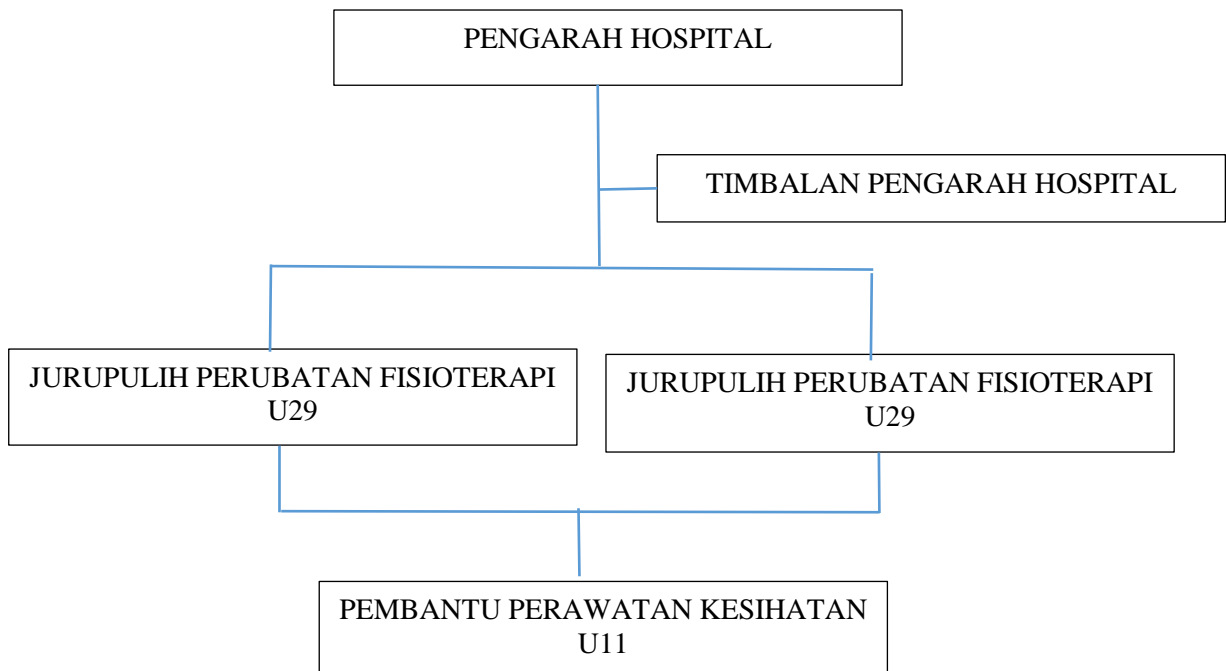 PENGARAH HOSPITAL
TIMBALAN PENGARAH HOSPITAL
JURUPULIH PERUBATAN FISIOTERAPI
U29
JURUPULIH PERUBATAN FISIOTERAPI
U29
PEMBANTU PERAWATAN KESIHATAN
U11